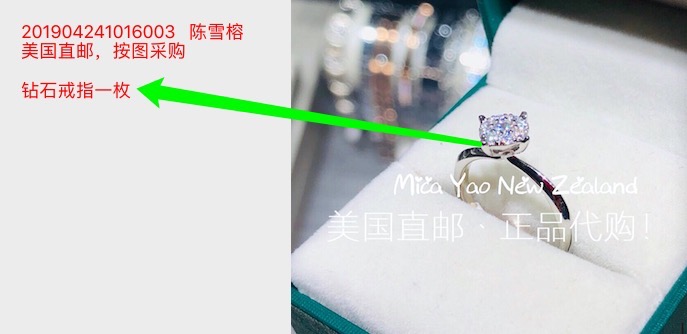 201904241016003 陈雪榕
美国直邮，按图采购
钻石戒指一枚
Mica Yao New Zealand
美国直邮、正品代购！